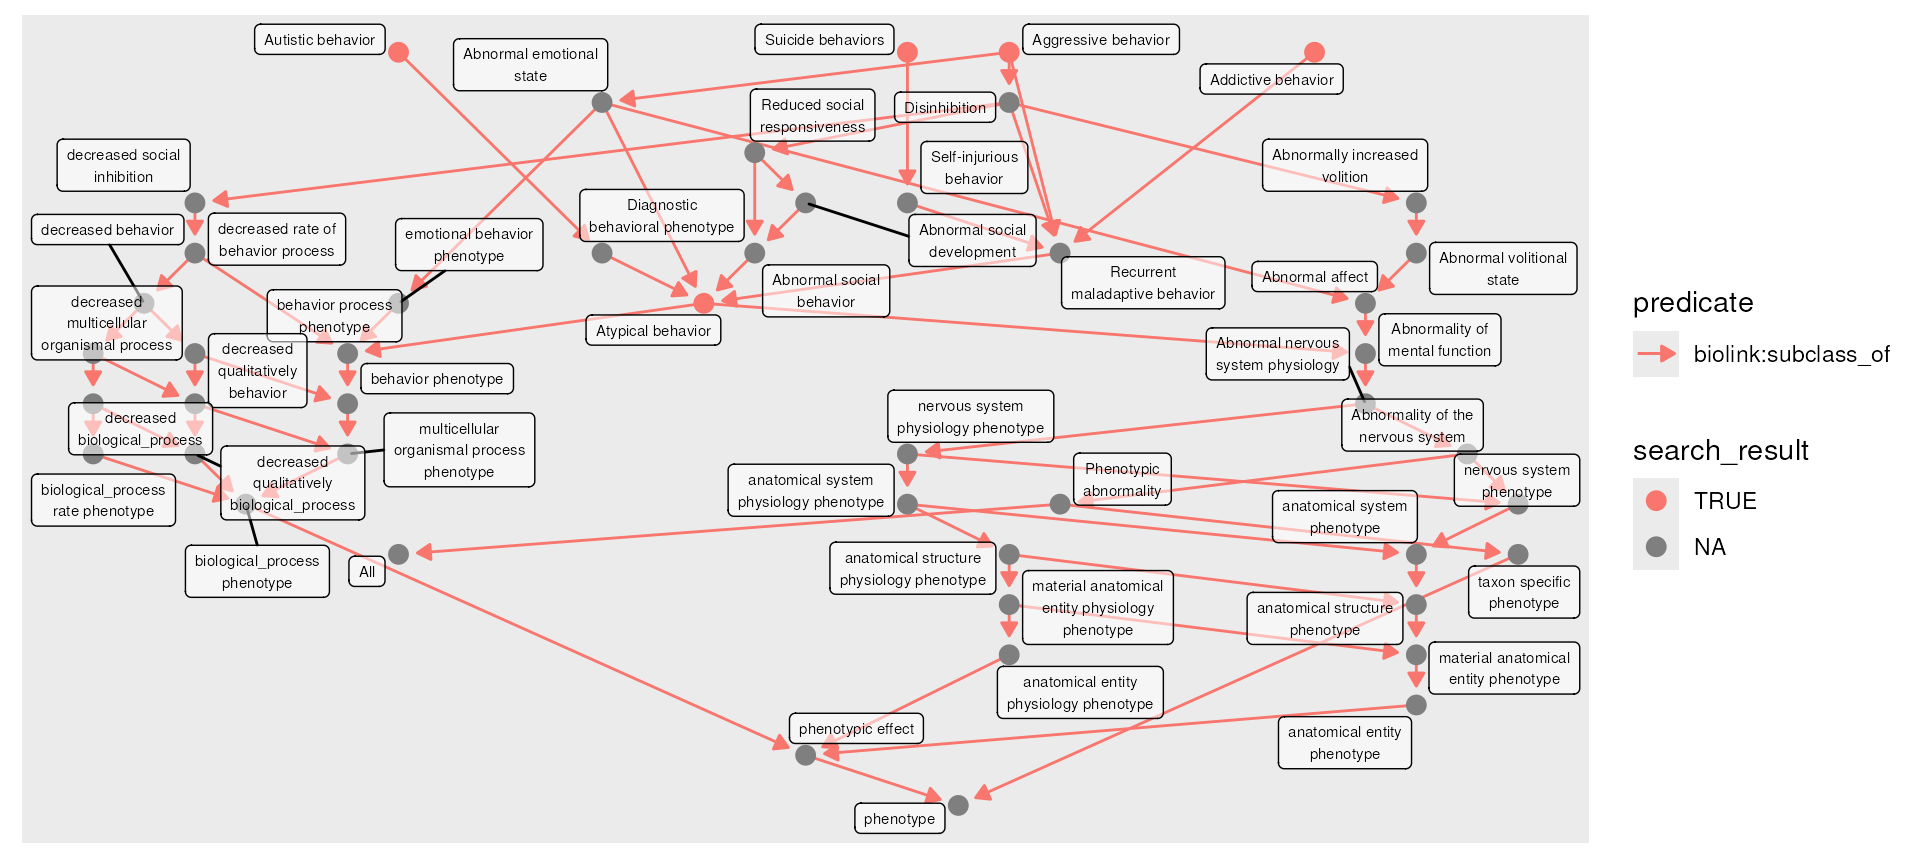 Autistic behavior
Abnormal emotional
state
Suicide behaviors
Aggressive behavior
Addictive behavior
Reduced social
responsiveness
Disinhibition
decreased social
inhibition
Self-injurious
behavior
Abnormally increased
volition
decreased behavior
decreased rate of
behavior process
emotional behavior
phenotype
Diagnostic
behavioral phenotype
Abnormal social
development
Abnormal volitional
state
Recurrent
maladaptive behavior
Abnormal affect
Abnormal social
behavior
decreased
multicellular
organismal process
behavior process
phenotype
Atypical behavior
Abnormality of
mental function
Abnormal nervous
system physiology
decreased
qualitatively
behavior
behavior phenotype
nervous system
physiology phenotype
Abnormality of the
nervous system
decreased
biological_process
multicellular
organismal process
phenotype
decreased
qualitatively
biological_process
Phenotypic
abnormality
nervous system
phenotype
anatomical system
physiology phenotype
biological_process
rate phenotype
anatomical system
phenotype
biological_process
phenotype
All
anatomical structure
physiology phenotype
material anatomical
entity physiology
phenotype
taxon specific
phenotype
anatomical structure
phenotype
material anatomical
entity phenotype
anatomical entity
physiology phenotype
phenotypic effect
anatomical entity
phenotype
phenotype
predicate
biolink:subclass_of
search_result
TRUE
NA